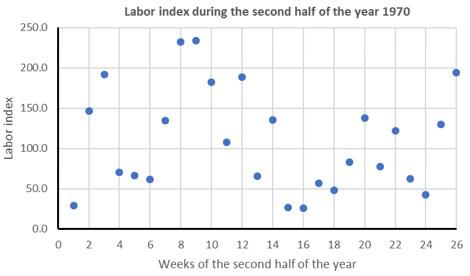 Labor index during the second half of the year 1970
250.0
200.0
150.0
100.0
50.0
0.0
Labor index
0 2 4 6 8 10 12 14 16 18 20 22 24 26
Weeks of the second half of the year